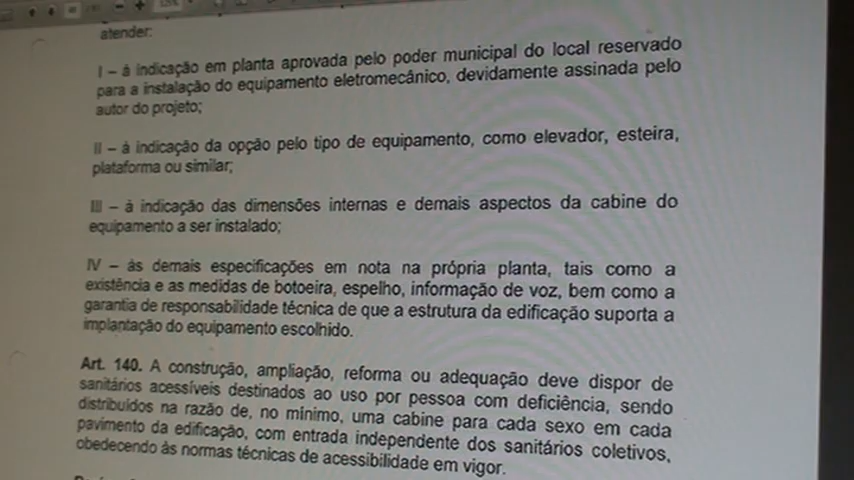 atender:
I – à indicação em planta aprovada pelo poder municipal do local reservado
para a instalação do equipamento eletromecânico, devidamente assinada pelo
autor do projeto;
II – à indicação da opção pelo tipo de equipamento, como elevador, esteira,
plataforma ou similar;
III – à indicação das dimensões internas e demais aspectos da cabine do
equipamento a ser instalado;
IV – às demais especificações em nota na própria planta, tais como a
existência e as medidas de botoeira, espelho, informação de voz, bem como a
garantia de responsabilidade técnica de que a estrutura da edificação suporta a
implantação do equipamento escolhido.
Art. 140. A construção, ampliação, reforma ou adequação deve dispor de
sanitários acessíveis destinados ao uso por pessoa com deficiência, sendo
distribuídos na razão de, no mínimo, uma cabine para cada sexo em cada
pavimento da edificação, com entrada independente dos sanitários coletivos,
obedecendo às normas técnicas de acessibilidade em vigor.